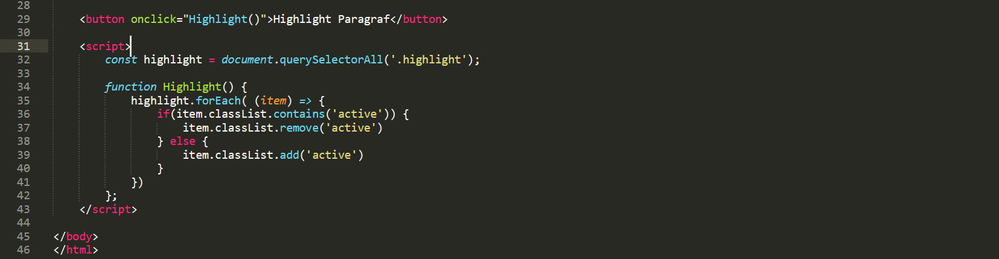 28
29 <button onclick="Highlight()">Highlight Paragraf</button>
30
31 <script>
32 const highlight = document.querySelectorAll('.highlight');
33
34 function Highlight() {
35 highlight.forEach( (item) => {
36 if(item.classList.contains('active')) {
37 item.classList.remove('active')
38 } else {
39 item.classList.add('active')
40 }
41 })
42 };
43 </script>
44
45 </body>
46 </html>